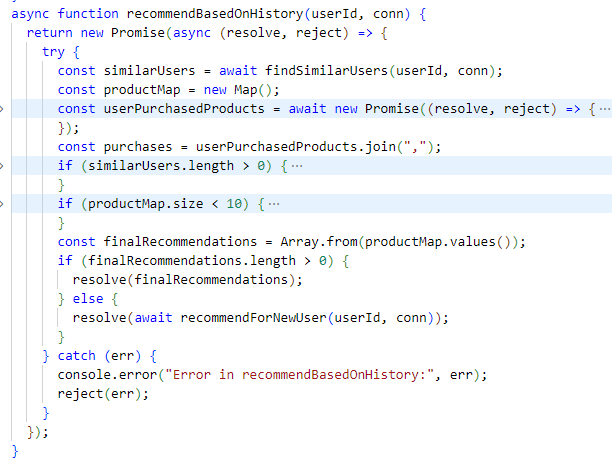 async function recommendBasedOnHistory(userId, conn) {
  return new Promise(async (resolve, reject) => {
    try {
      const similarUsers = await findSimilarUsers(userId, conn);
      const productMap = new Map();
      const userPurchasedProducts = await new Promise((resolve, reject) => {···
      });
      const purchases = userPurchasedProducts.join(",");
      if (similarUsers.length > 0) {···
      }
      if (productMap.size < 10) {···
      }
      const finalRecommendations = Array.from(productMap.values());
      if (finalRecommendations.length > 0) {
        resolve(finalRecommendations);
      } else {
        resolve(await recommendForNewUser(userId, conn));
      }
    } catch (err) {
      console.error("Error in recommendBasedOnHistory:", err);
      reject(err);
    }
  });
}